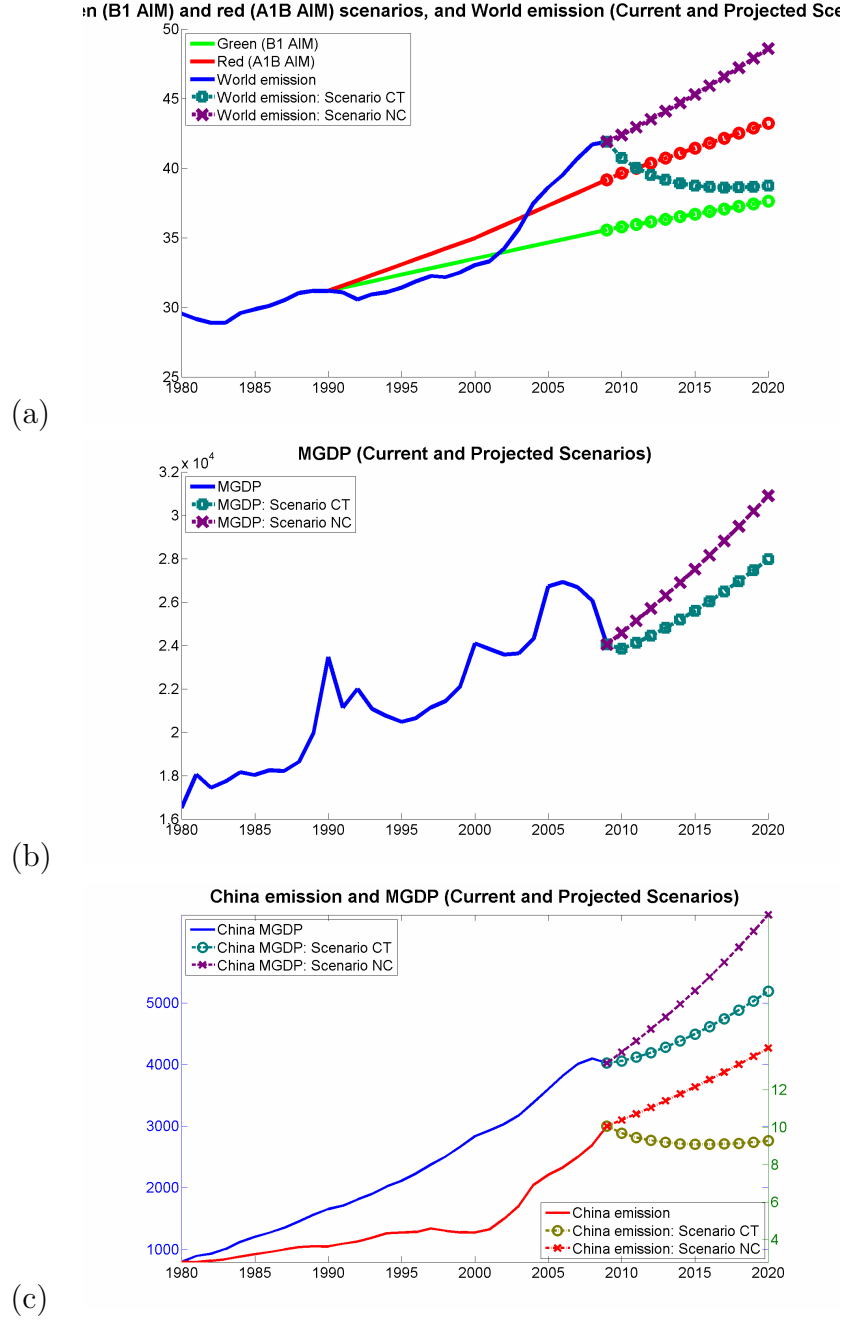 en (B1 AIM) and red (A1B AIM) scenarios, and World emission (Current and Projected Sce
50
45
40
35
30
25
Green (B1 AIM)
Red (A1B AIM)
World emission
World emission: Scenario CT
World emission: Scenario NC
1980 1985 1990 1995 2000 2005 2010 2015 2020
(a)
MGDP (Current and Projected Scenarios)
x 10^4
3.2
3
2.8
2.6
2.4
2.2
2
1.8
1.6
MGDP
MGDP: Scenario CT
MGDP: Scenario NC
1980 1985 1990 1995 2000 2005 2010 2015 2020
(b)
China emission and MGDP (Current and Projected Scenarios)
China MGDP
China MGDP: Scenario CT
China MGDP: Scenario NC
5000
4000
3000
2000
1000
12
10
8
6
4
China emission
China emission: Scenario CT
China emission: Scenario NC
1980 1985 1990 1995 2000 2005 2010 2015 2020
(c)